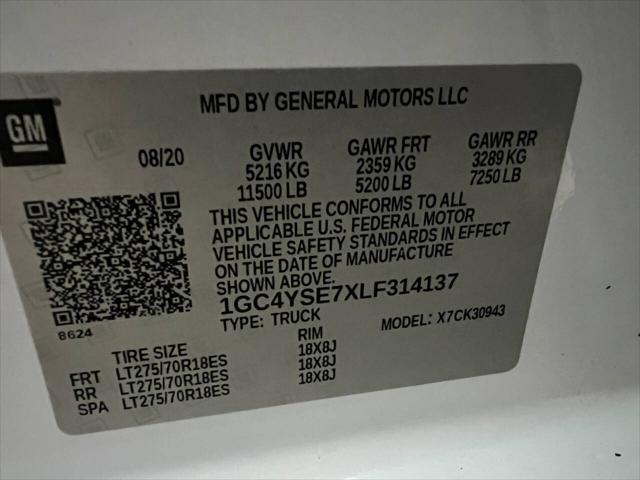 GM
MFD BY GENERAL MOTORS LLC
08/20 GVWR GAWR FRT GAWR RR
5216 KG 2359 KG 3289 KG
11500 LB 5200 LB 7250 LB
THIS VEHICLE CONFORMS TO ALL
APPLICABLE U.S. FEDERAL MOTOR
VEHICLE SAFETY STANDARDS IN EFFECT
ON THE DATE OF MANUFACTURE
SHOWN ABOVE.
1GC4YSE7XLF314137
8624 TYPE: TRUCK MODEL: X7CK30943
TIRE SIZE RIM
FRT LT275/70R18ES 18X8J
RR LT275/70R18ES 18X8J
SPA LT275/70R18ES 18X8J